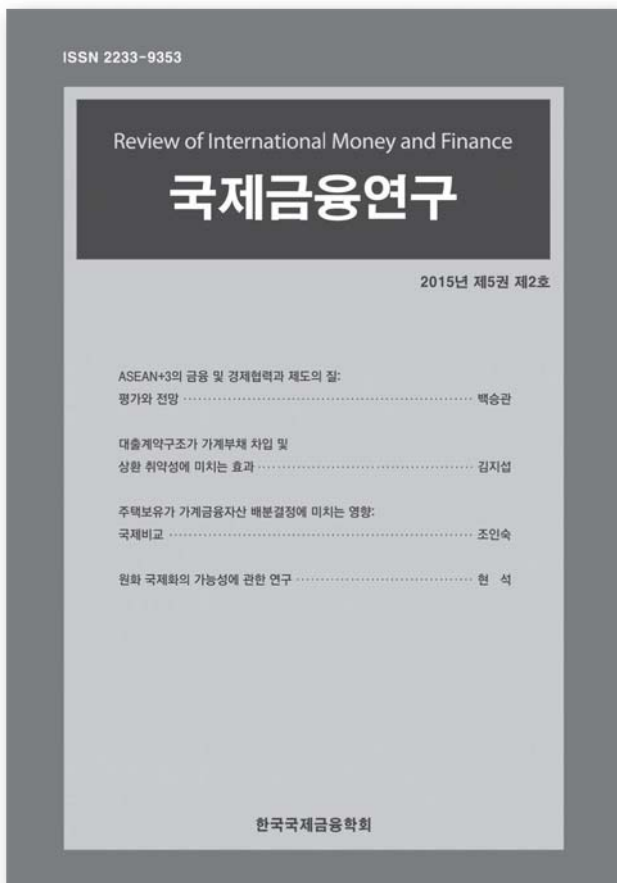 ISSN 2233-9353
Review of International Money and Finance
국제금융연구
2015년 제5권 제2호
ASEAN+3의 금융 및 경제협력과 제도의 질:
평가와 전망 ········ 백승관
대출계약구조가 가계부채 차입 및
상환 취약성에 미치는 효과 ········ 김지섭
주택보유가 가계금융자산 배분결정에 미치는 영향:
국제비교 ········ 조인숙
원화 국제화의 가능성에 관한 연구 ········ 현 석
한국국제금융학회